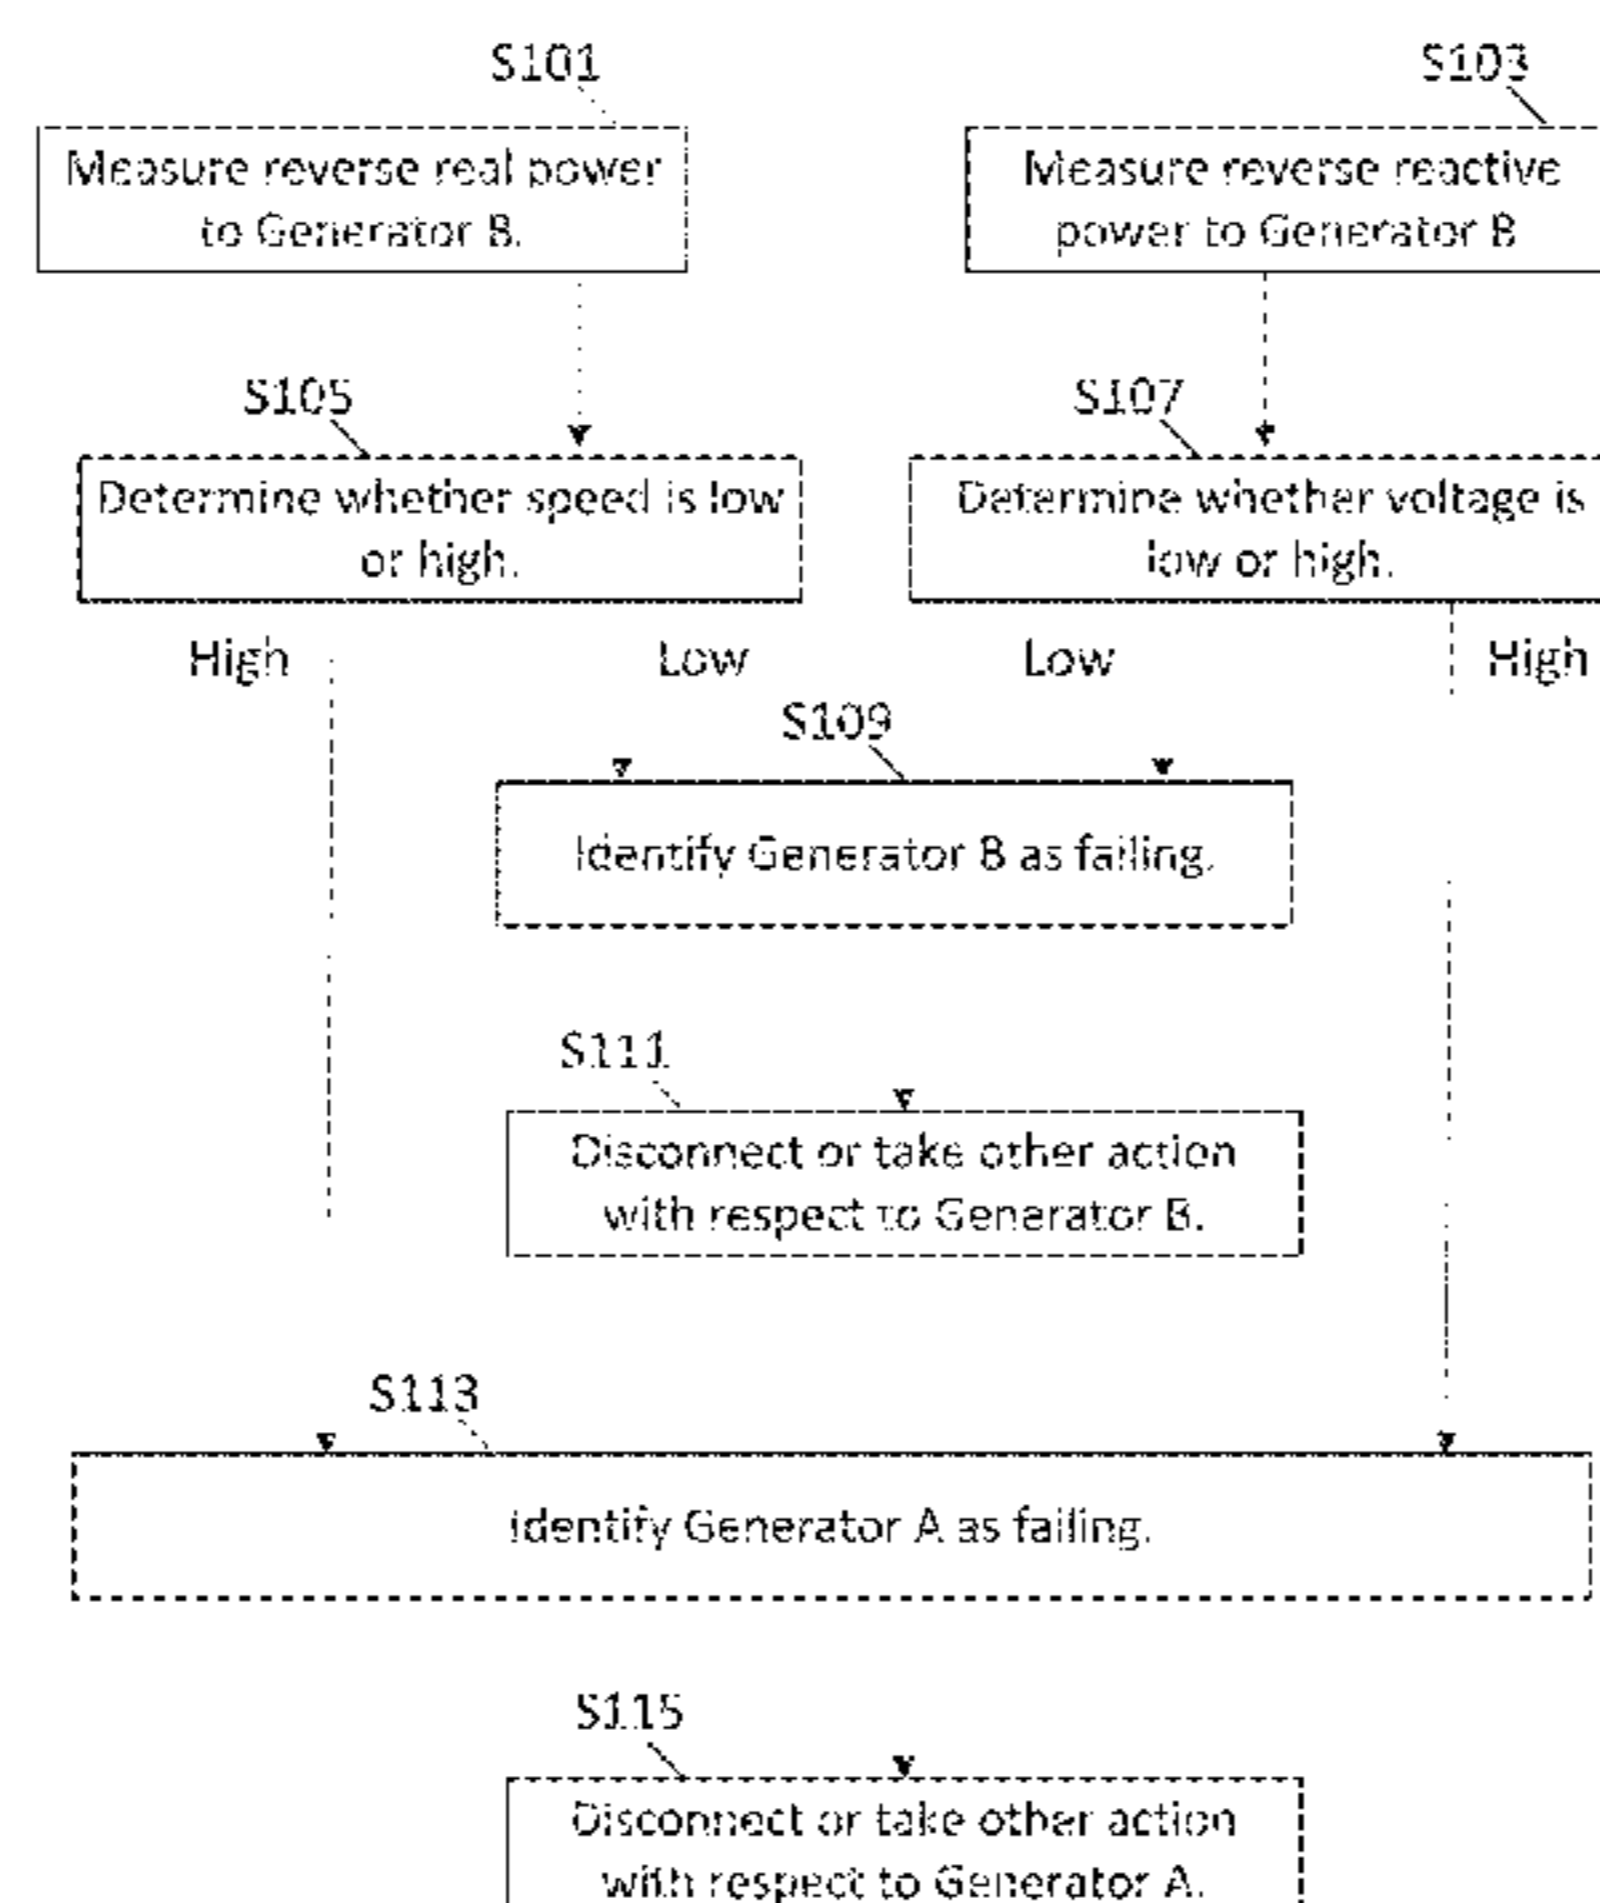 S101
S103
Measure reverse real power
to Generator B.
Measure reverse reactive
power to Generator B
S105
S107
Determine whether speed is low
or high.
Determine whether voltage is
low or high.
High
Low
Low
High
S109
Identify Generator B as failing.
S111
Disconnect or take other action
with respect to Generator B.
S113
Identify Generator A as failing.
S115
Disconnect or take other action
with respect to Generator A.